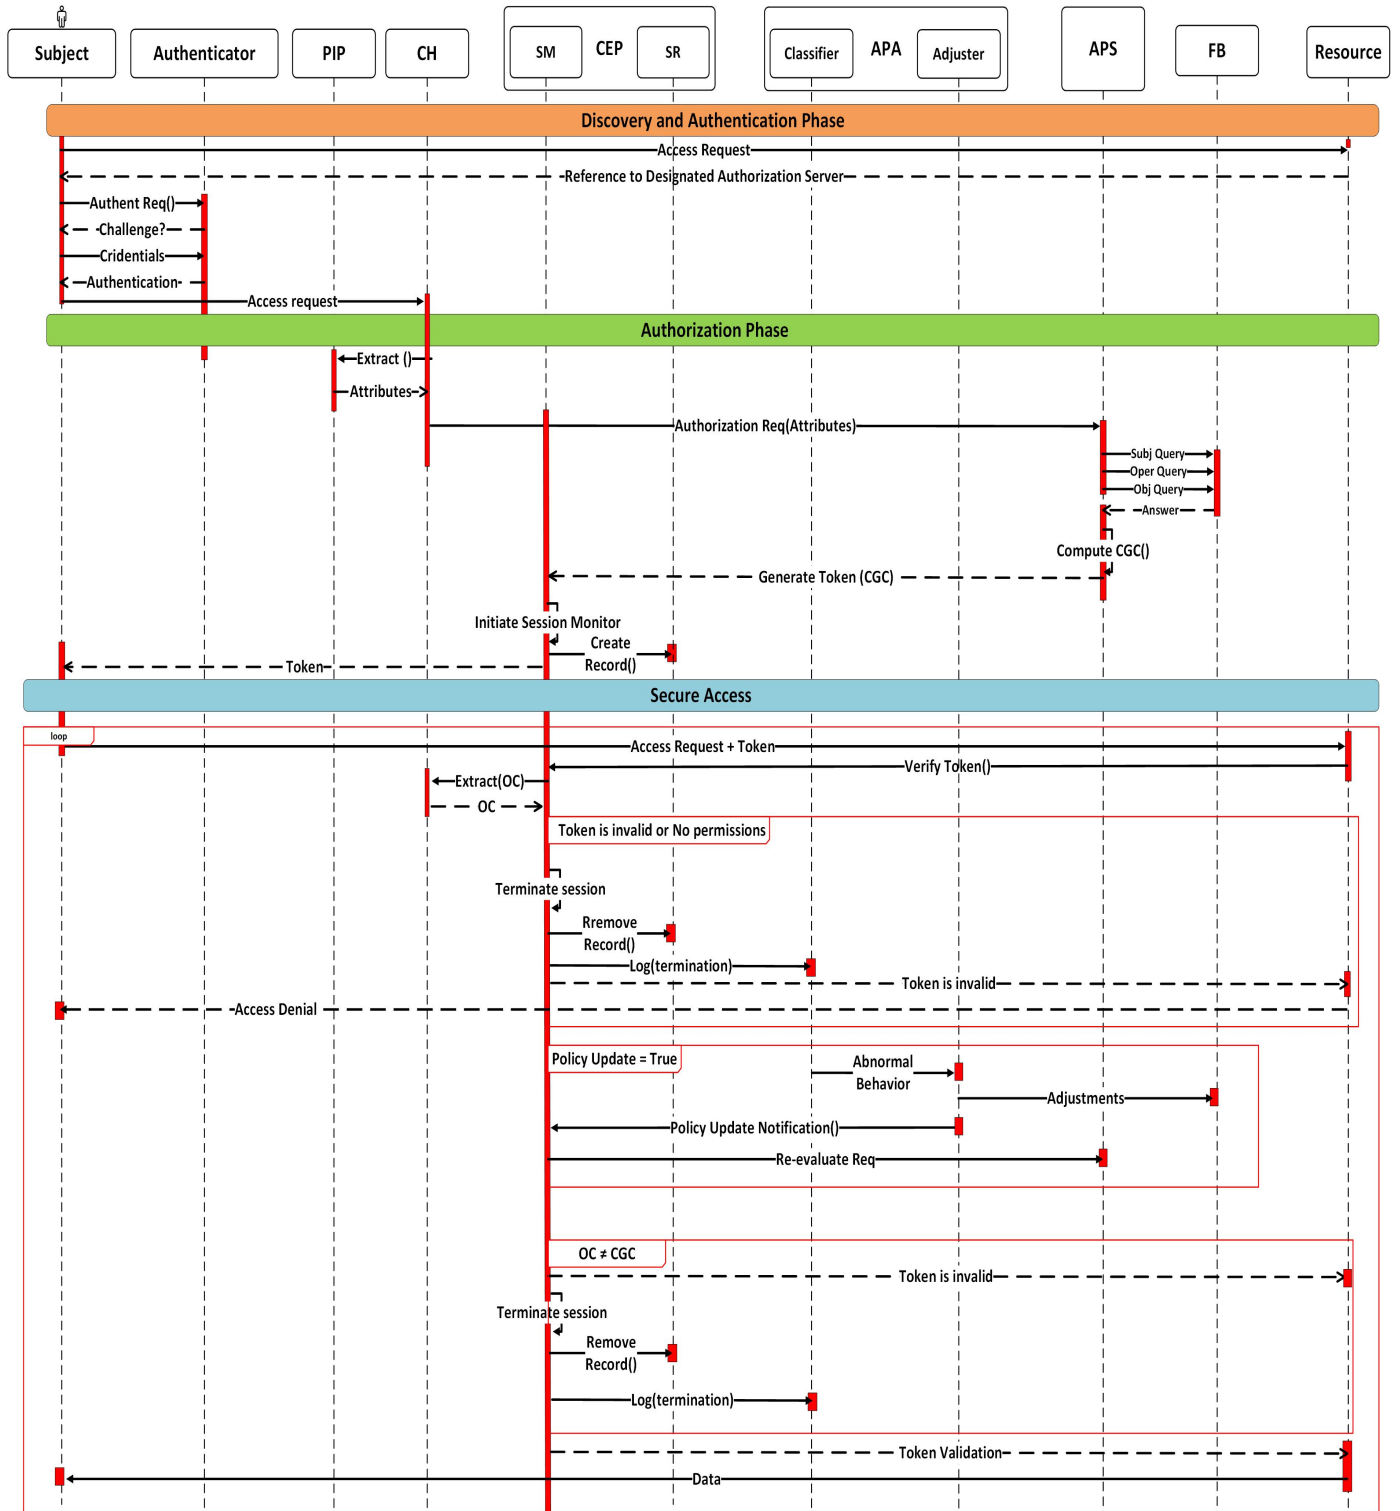 Subject
Authenticator
PIP
CH
SM
CEP
SR
Classifier
APA
Adjuster
APS
FB
Resource
Discovery and Authentication Phase
Access Request
Reference to Designated Authorization Server
Authent Req()
Challenge?
Cridentials
Authentication
Access request
Authorization Phase
Extract ()
Attributes
Authorization Req(Attributes)
Subj Query
Oper Query
Obj Query
Answer
Compute CGC()
Generate Token (CGC)
Initiate Session Monitor
Create
Record()
Token
Secure Access
loop
Access Request + Token
Verify Token()
Extract(OC)
OC
Token is invalid or No permissions
Terminate session
Rremove
Record()
Log(termination)
Token is invalid
Access Denial
Policy Update = True
Abnormal
Behavior
Adjustments
Policy Update Notification()
Re-evaluate Req
OC ≠ CGC
Token is invalid
Terminate session
Remove
Record()
Log(termination)
Token Validation
Data